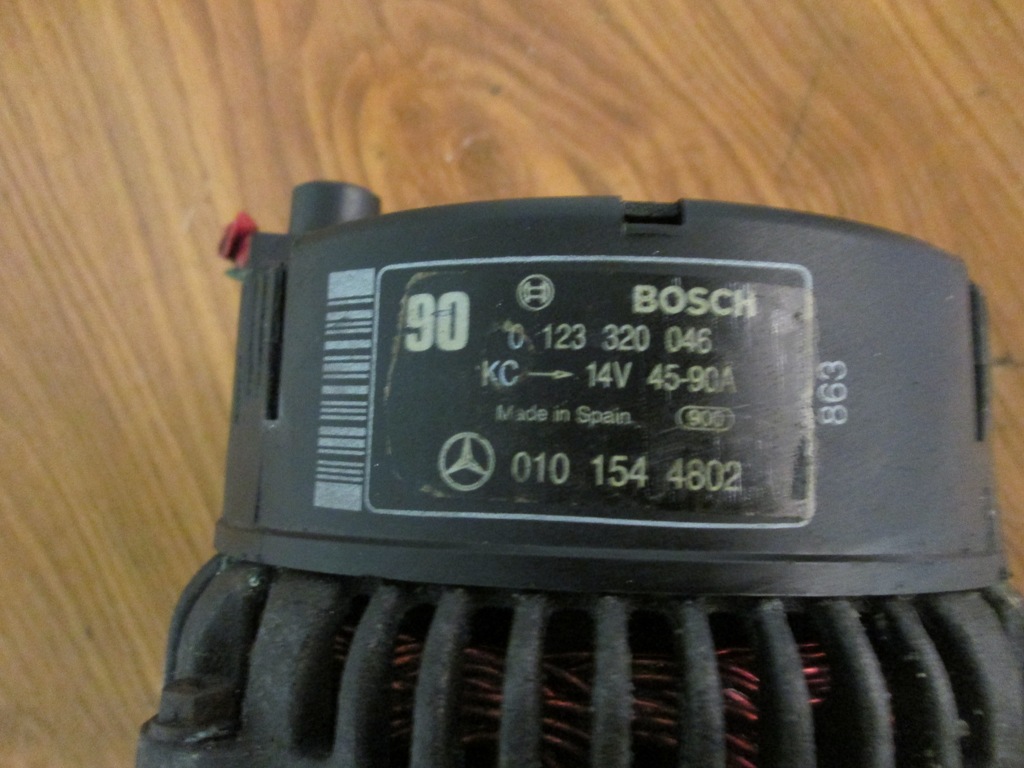 90 BOSCH
0 123 320 046
KC → 14V 45-90A
Made in Spain 900
010 154 4802
863